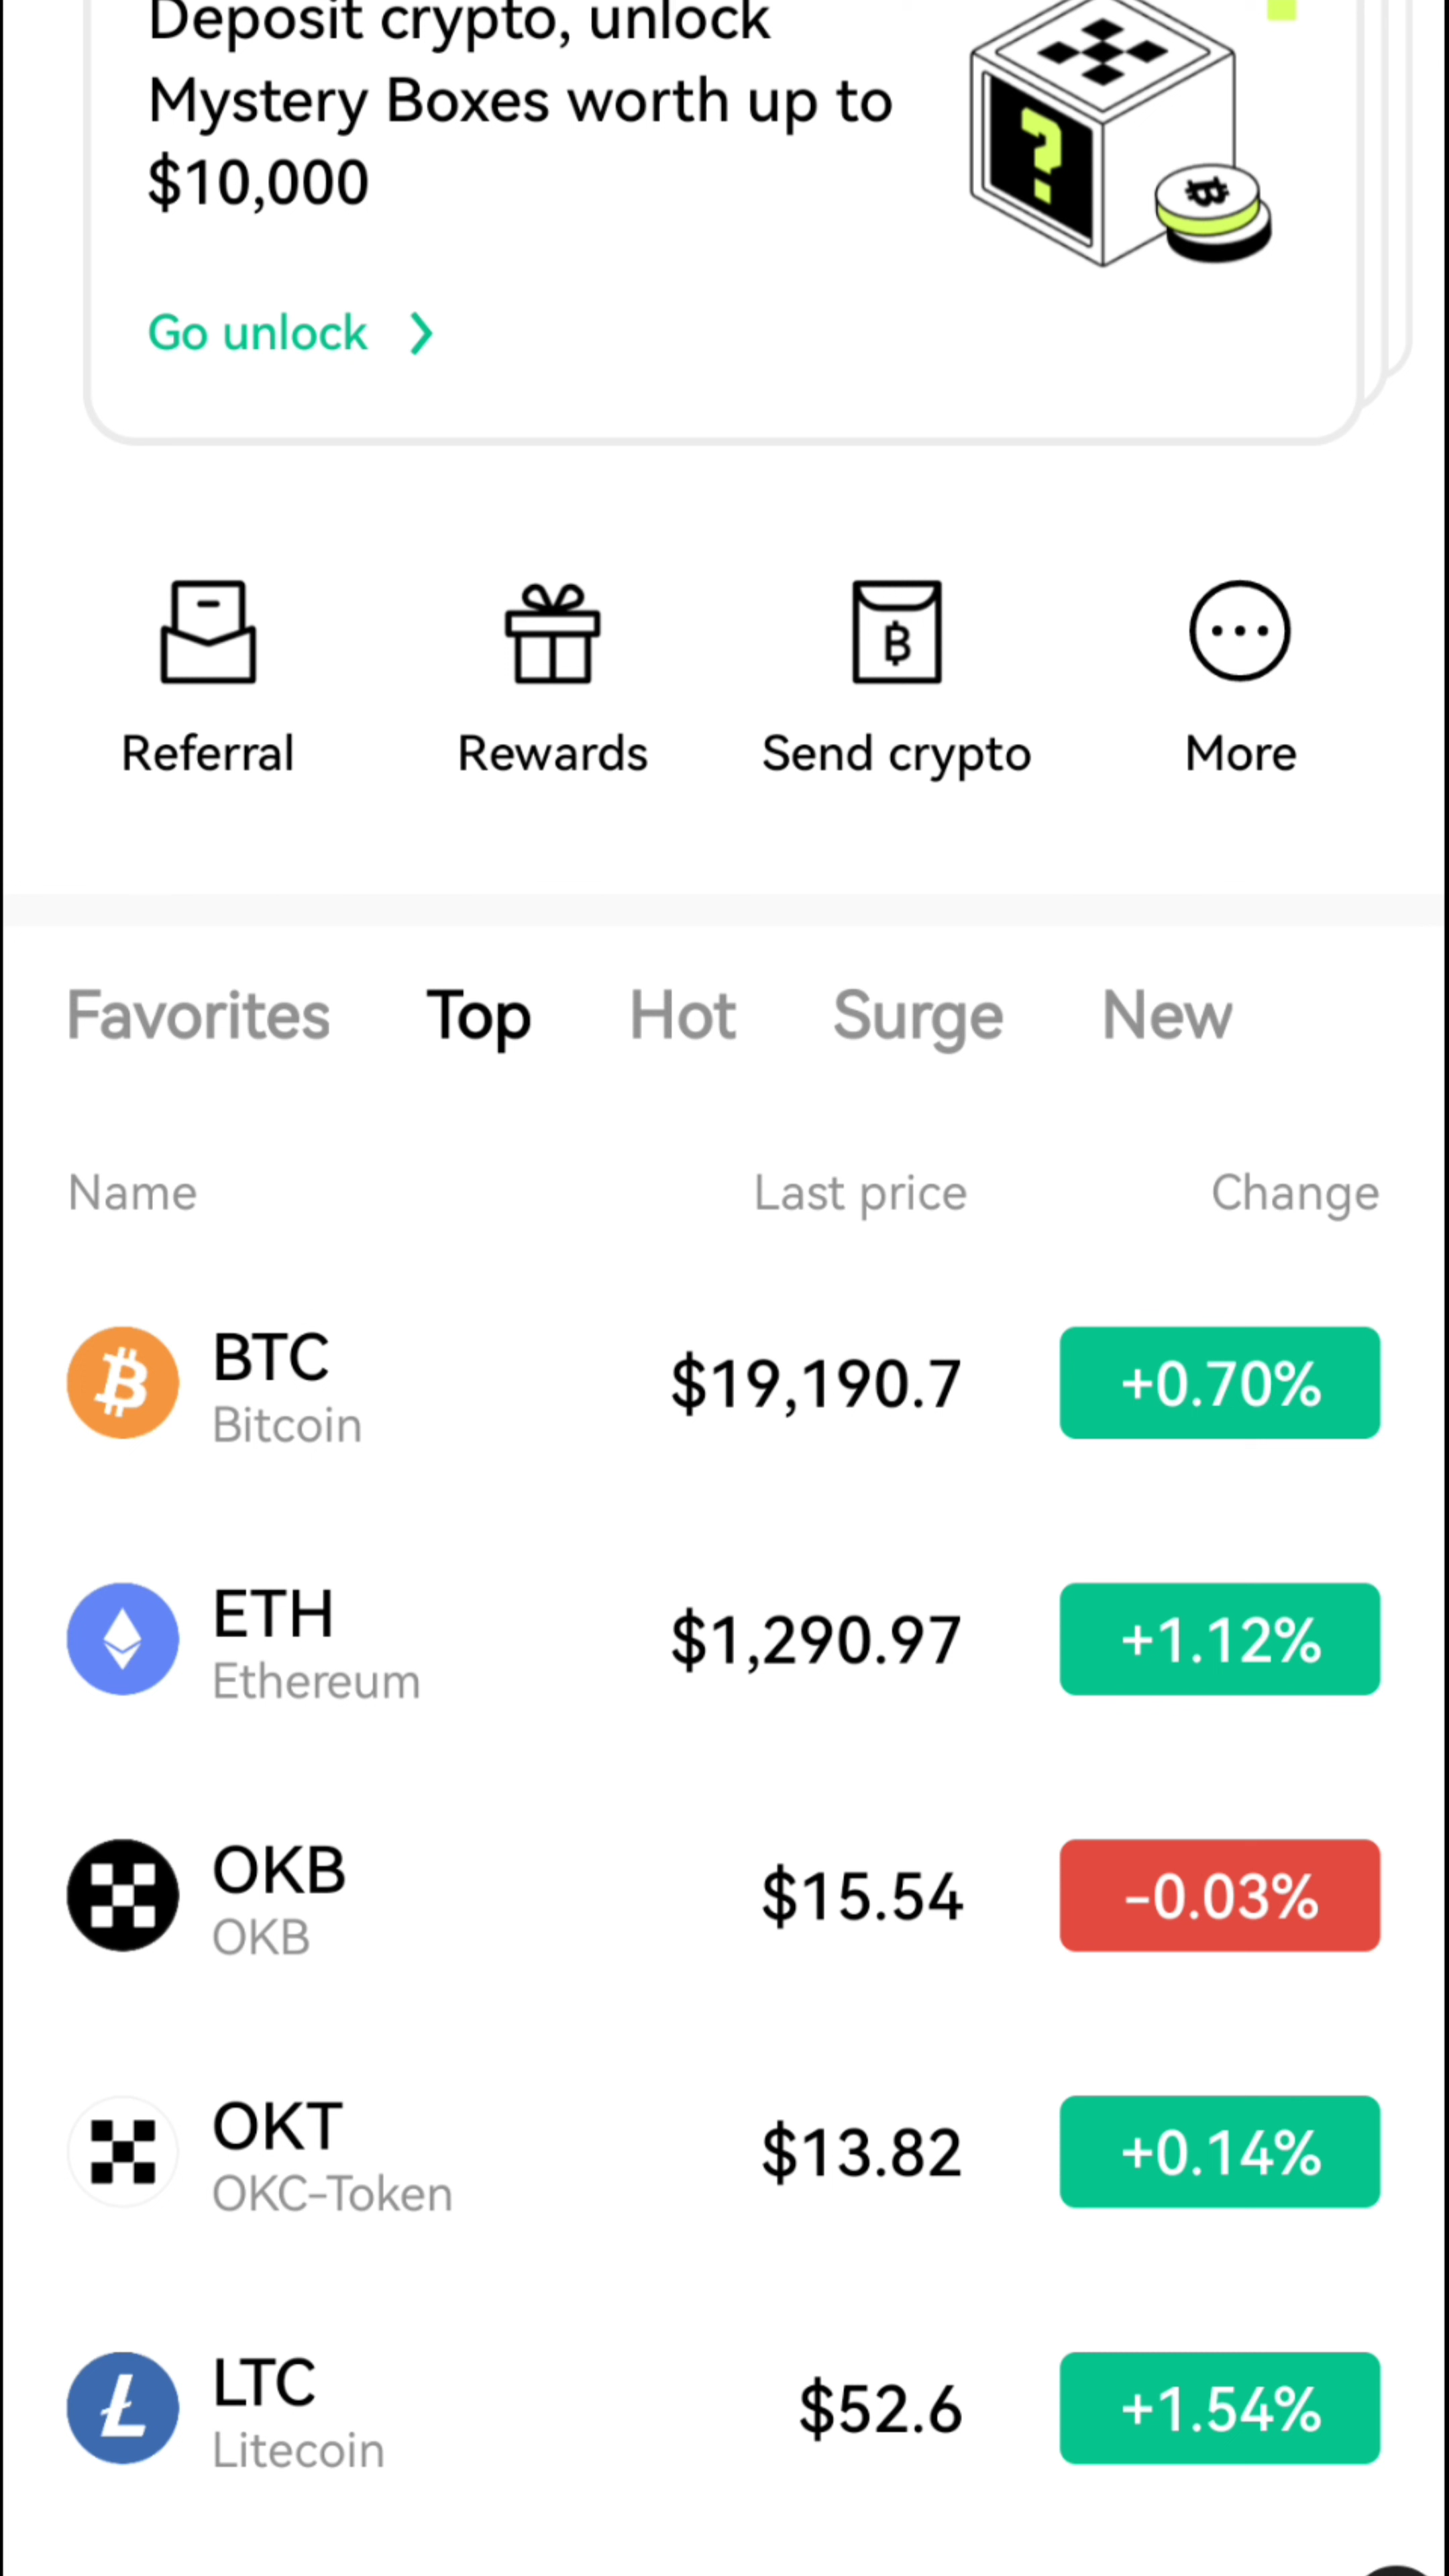 Deposit crypto, unlock
Mystery Boxes worth up to
$10,000
Go unlock
Referral
Rewards
Send crypto
More
Favorites
Top
Hot
Surge
New
Name
Last price
Change
BTC
Bitcoin
$19,190.7
+0.70%
ETH
Ethereum
$1,290.97
+1.12%
OKB
OKB
$15.54
-0.03%
OKT
OKC-Token
$13.82
+0.14%
LTC
Litecoin
$52.6
+1.54%